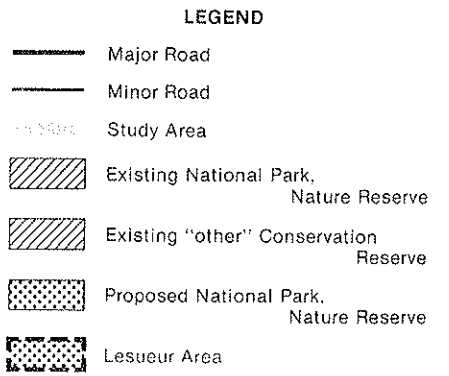 LEGEND
Major Road
Minor Road
Study Area
Existing National Park,
Nature Reserve
Existing "other" Conservation
Reserve
Proposed National Park,
Nature Reserve
Lesueur Area